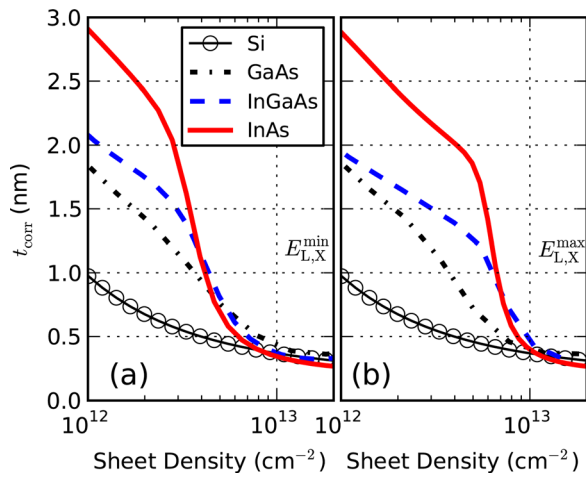 3.0
2.5
2.0
1.5
1.0
0.5
0.0
t_corr (nm)
Si
GaAs
InGaAs
InAs
E_{L,X}^{min}
E_{L,X}^{max}
(a)
(b)
10^{12}
10^{13}
10^{12}
10^{13}
Sheet Density (cm^{−2})
Sheet Density (cm^{−2})